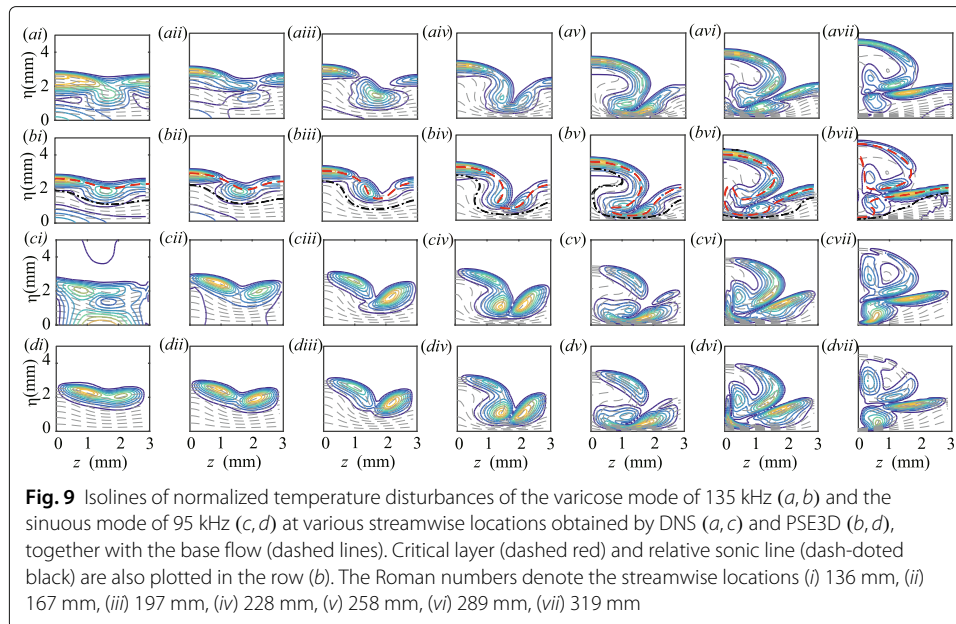 (ai) (aii) (aiii) (aiv) (av) (avi) (avii)
η(mm) 4 2 0
(bi) (bii) (biii) (biv) (bv) (bvi) (bvii)
η(mm) 4 2 0
(ci) (cii) (ciii) (civ) (cv) (cvi) (cvii)
η(mm) 4 2 0
(di) (dii) (diii) (div) (dv) (dvi) (dvii)
η(mm) 4 2 0
0 1 2 3 0 1 2 3 0 1 2 3 0 1 2 3 0 1 2 3 0 1 2 3 0 1 2 3
z (mm) z (mm) z (mm) z (mm) z (mm) z (mm) z (mm)
Fig. 9 Isolines of normalized temperature disturbances of the varicose mode of 135 kHz (a, b) and the
sinuous mode of 95 kHz (c, d) at various streamwise locations obtained by DNS (a, c) and PSE3D (b, d),
together with the base flow (dashed lines). Critical layer (dashed red) and relative sonic line (dash-dotted
black) are also plotted in the row (b). The Roman numbers denote the streamwise locations (i) 136 mm, (ii)
167 mm, (iii) 197 mm, (iv) 228 mm, (v) 258 mm, (vi) 289 mm, (vii) 319 mm